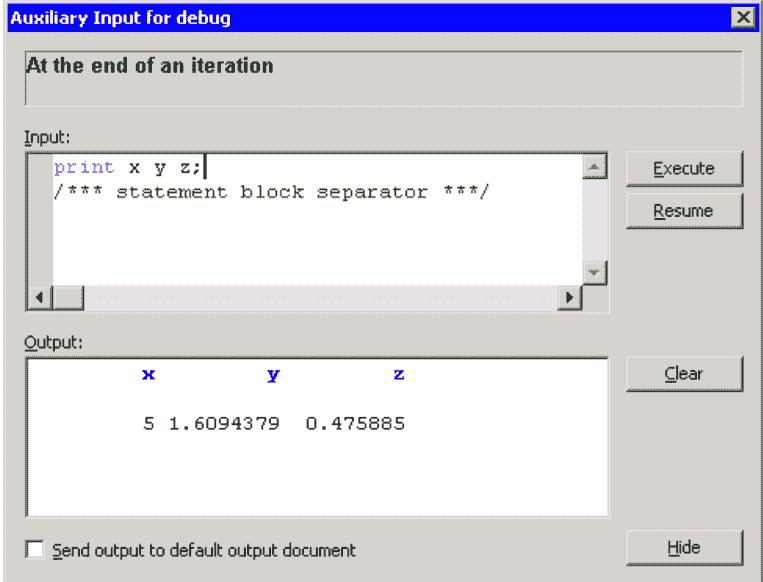 Auxiliary Input for debug
At the end of an iteration
Input:
print x y z;
/*** statement block separator ***/
Execute
Resume
Output:
x y z
5 1.6094379 0.475885
Clear
Send output to default output document
Hide